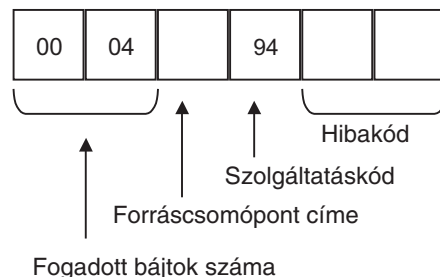 00 04 94
Hibakód
Szolgáltatáskód
Forráscsomópont címe
Fogadott bájtok száma